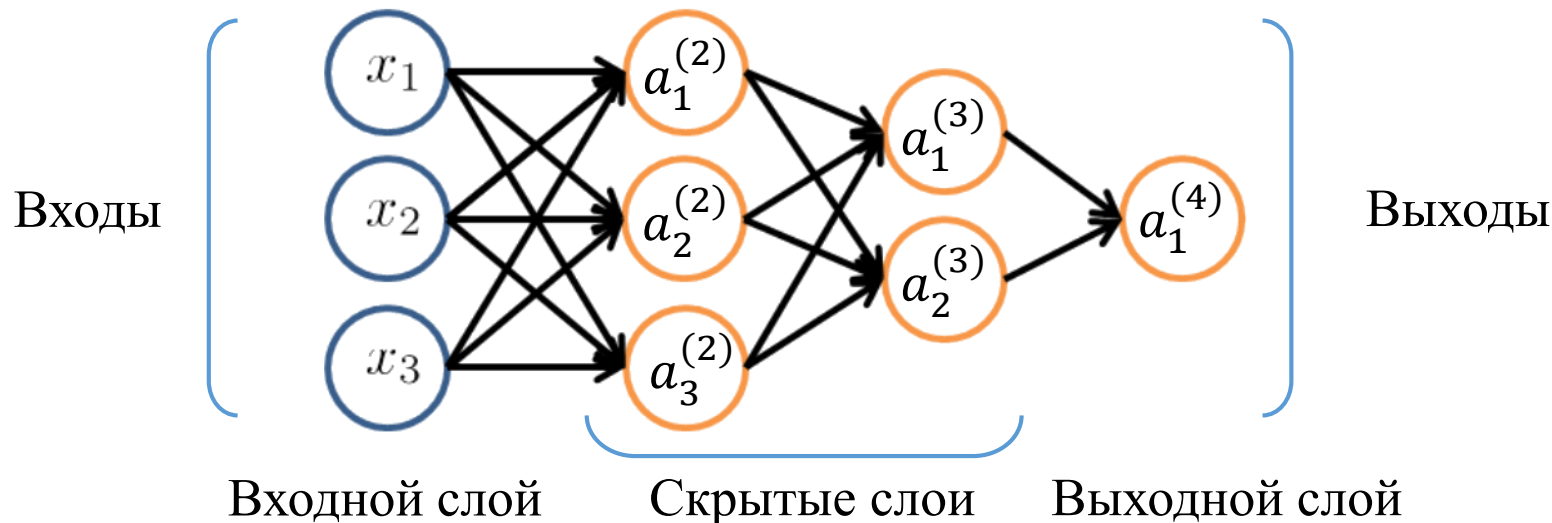 Входы
x₁
x₂
x₃
a₁⁽²⁾
a₂⁽²⁾
a₃⁽²⁾
a₁⁽³⁾
a₂⁽³⁾
a₁⁽⁴⁾
Выходы
Входной слой
Скрытые слои
Выходной слой